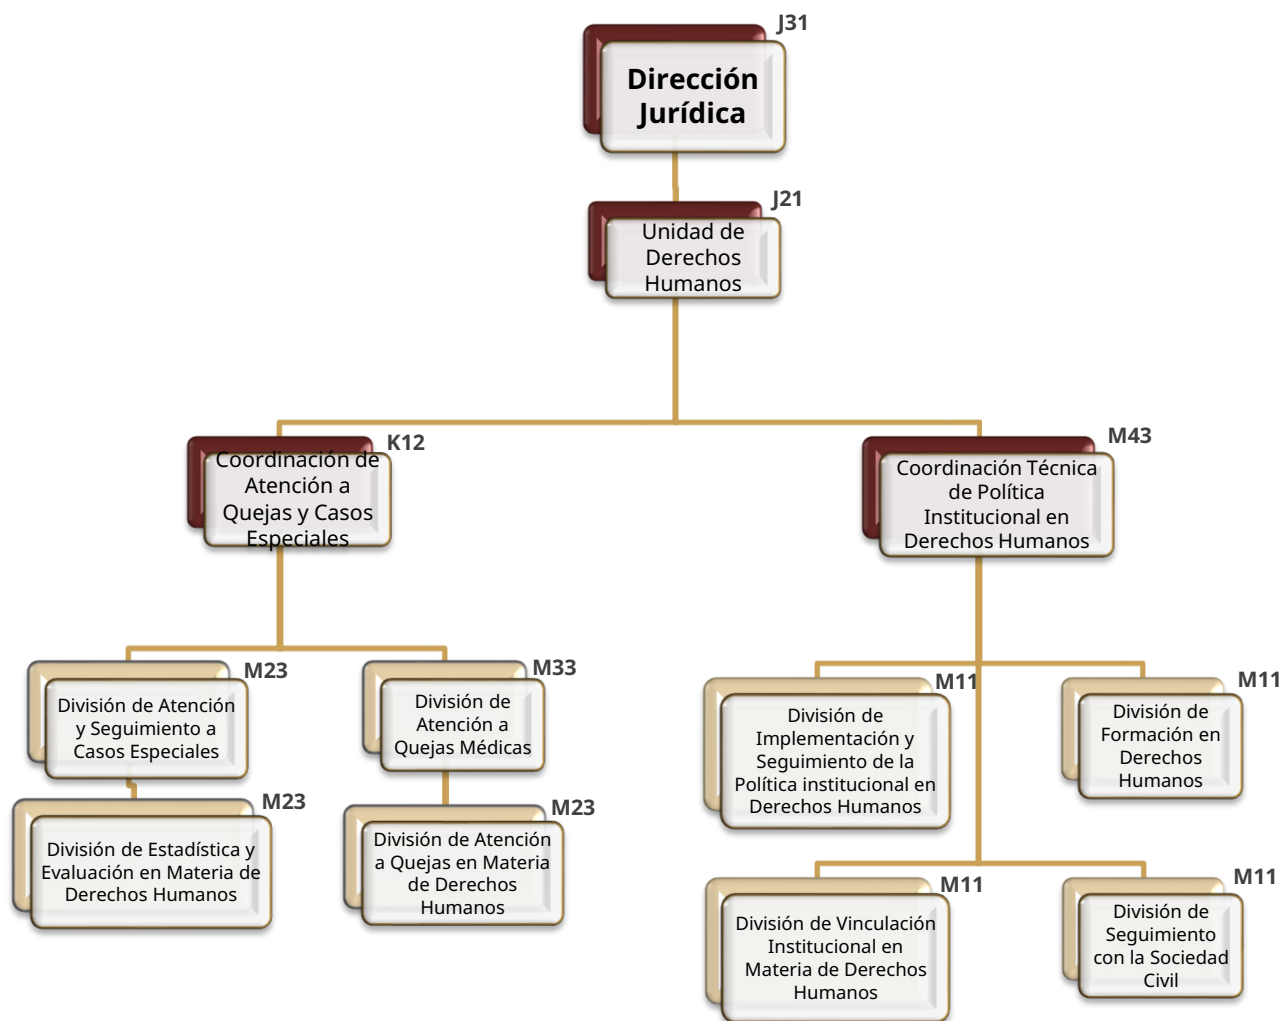 J31
Dirección
Jurídica
J21
Unidad de
Derechos
Humanos
K12
Coordinación de
Atención a
Quejas y Casos
Especiales
M43
Coordinación Técnica
de Política
Institucional en
Derechos Humanos
M23
División de Atención
y Seguimiento a
Casos Especiales
M33
División de
Atención a
Quejas Médicas
M11
División de
Implementación y
Seguimiento de la
Política institucional en
Derechos Humanos
M11
División de
Formación en
Derechos
Humanos
M23
División de Estadística y
Evaluación en Materia de
Derechos Humanos
M23
División de Atención
a Quejas en Materia
de Derechos
Humanos
M11
División de Vinculación
Institucional en
Materia de Derechos
Humanos
M11
División de
Seguimiento
con la Sociedad
Civil